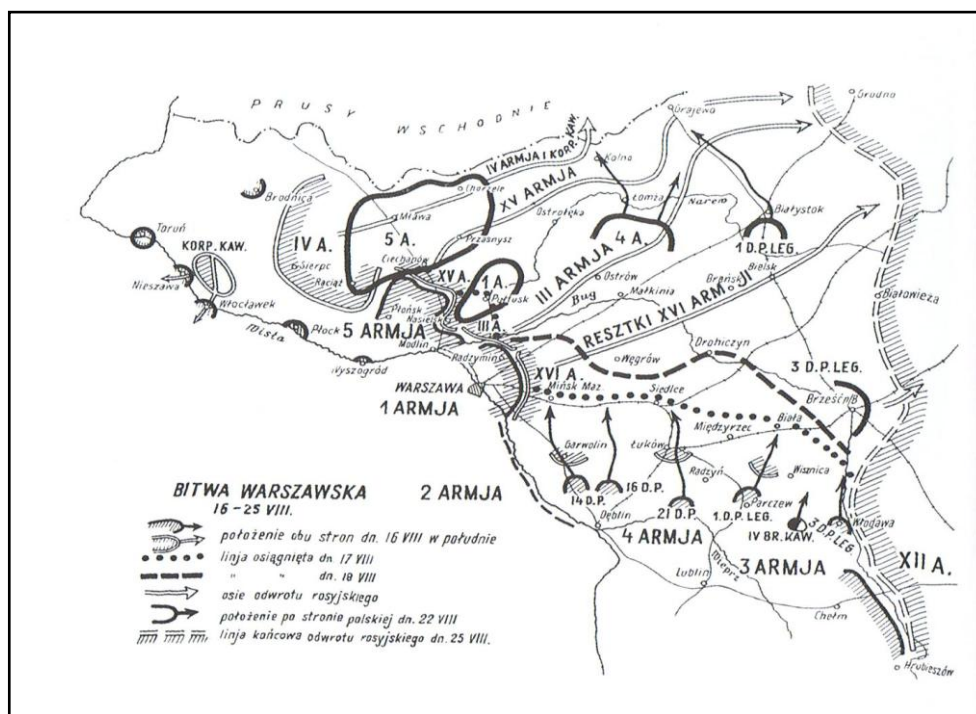 PRUSY WSCHODNIE
Grudno
Grajewo
IV ARMJA I KORP. KAW.
Kolno
XV ARMJA
Chorzele
Brodnica
Łomża
Narew
Białystok
Mława
Ostrołęka
4 A.
1 D.P. LEG.
Toruń
KORP. KAW.
IV A.
5 A.
Przasnysz
III ARMJA
Bielsk
Sierpc
Ciechanów
XV A.
1 A.
Ostrów
Brańsk
Białowieża
Nieszawa
Raciąż
Pułtusk
Małkinia
Bug
RESZTKI XVI ARMJI
Włocławek
Płońsk
Nasielsk
III A.
Płock
5 ARMJA
Wisła
Modlin
Radzymin
Drohiczyn
Wyszogród
Węgrów
3 D.P. LEG.
XVI A.
WARSZAWA
Mińsk Maz.
Siedlce
Brześć n/B
1 ARMJA
Międzyrzec
Biała
Garwolin
Łuków
Radzyń
Wisznica
BITWA WARSZAWSKA
16-25 VIII.
2 ARMJA
14 D.P.
16 D.P.
21 D.P.
1. D.P. LEG.
Parczew
IV BR. KAW.
3 D.P. LEG.
Włodawa
Dęblin
4 ARMJA
3 ARMJA
XII A.
Wieprz
Lublin
Chełm
Hrubieszów
położenie obu stron dn. 16 VIII w południe
linja osiągnięta dn. 17 VIII
" " dn. 18 VIII
osie odwrotu rosyjskiego
położenie po stronie polskiej dn. 22 VIII
linja końcowa odwrotu rosyjskiego dn. 25 VIII.